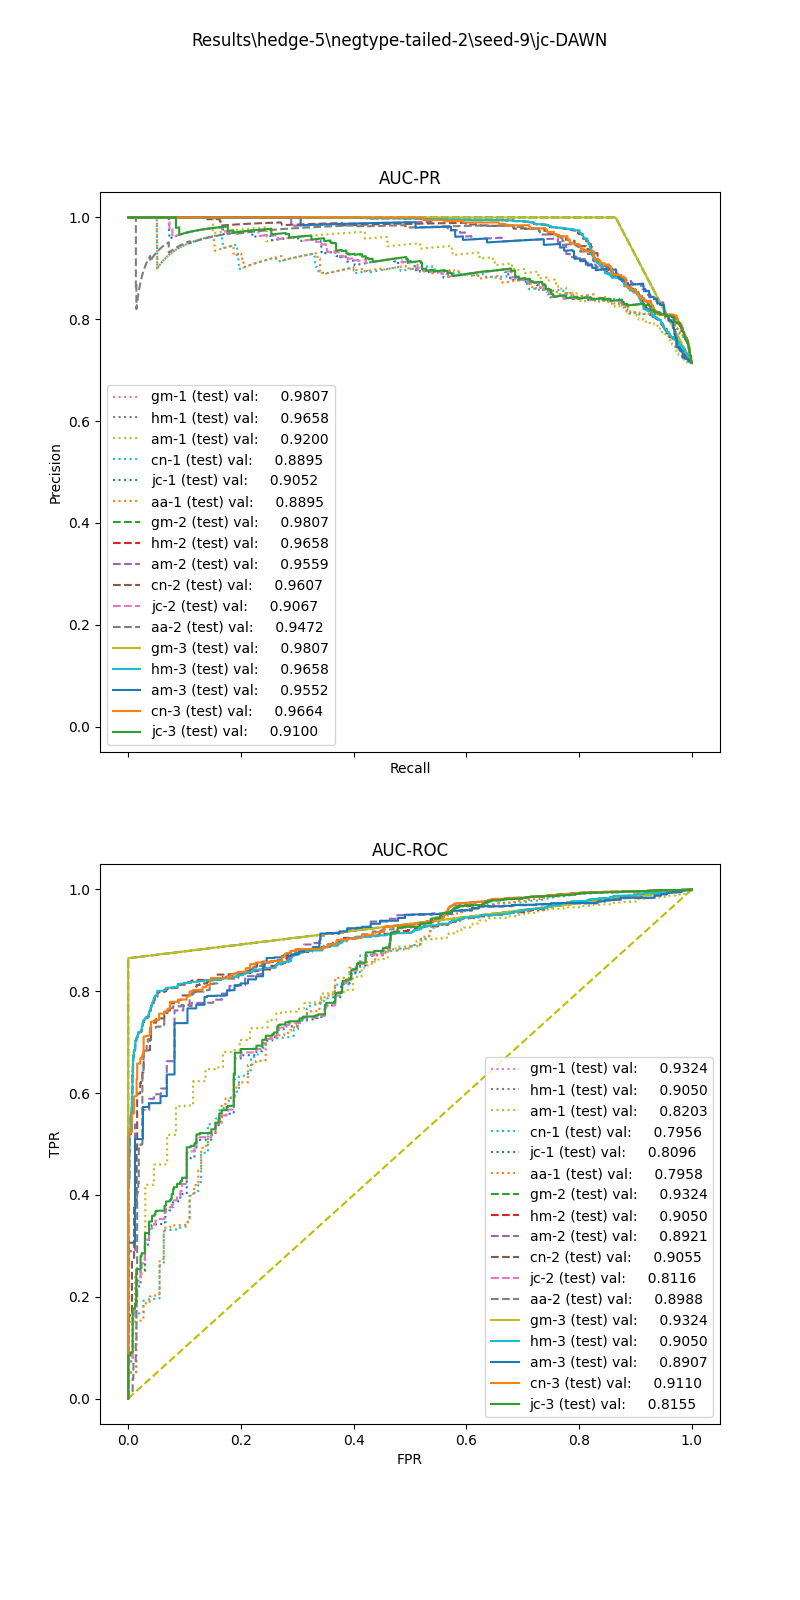 Results\hedge-5\negtype-tailed-2\seed-9\jc-DAWN
AUC-PR
1.0
0.8
0.6
0.4
0.2
0.0
Precision
gm-1 (test) val: 0.9807
hm-1 (test) val: 0.9658
am-1 (test) val: 0.9200
cn-1 (test) val: 0.8895
jc-1 (test) val: 0.9052
aa-1 (test) val: 0.8895
gm-2 (test) val: 0.9807
hm-2 (test) val: 0.9658
am-2 (test) val: 0.9559
cn-2 (test) val: 0.9607
jc-2 (test) val: 0.9067
aa-2 (test) val: 0.9472
gm-3 (test) val: 0.9807
hm-3 (test) val: 0.9658
am-3 (test) val: 0.9552
cn-3 (test) val: 0.9664
jc-3 (test) val: 0.9100
Recall
AUC-ROC
1.0
0.8
0.6
0.4
0.2
0.0
TPR
gm-1 (test) val: 0.9324
hm-1 (test) val: 0.9050
am-1 (test) val: 0.8203
cn-1 (test) val: 0.7956
jc-1 (test) val: 0.8096
aa-1 (test) val: 0.7958
gm-2 (test) val: 0.9324
hm-2 (test) val: 0.9050
am-2 (test) val: 0.8921
cn-2 (test) val: 0.9055
jc-2 (test) val: 0.8116
aa-2 (test) val: 0.8988
gm-3 (test) val: 0.9324
hm-3 (test) val: 0.9050
am-3 (test) val: 0.8907
cn-3 (test) val: 0.9110
jc-3 (test) val: 0.8155
0.0 0.2 0.4 0.6 0.8 1.0
FPR